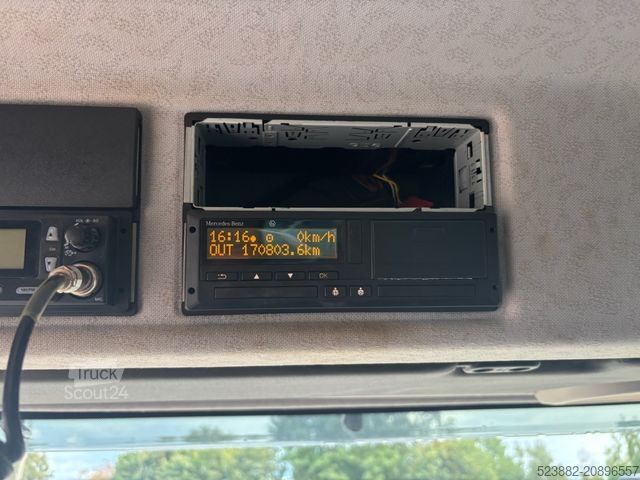 Mercedes Benz
16:16 0km/h
OUT 170803.6km
OK
Truck
Scout24
523882-20896557